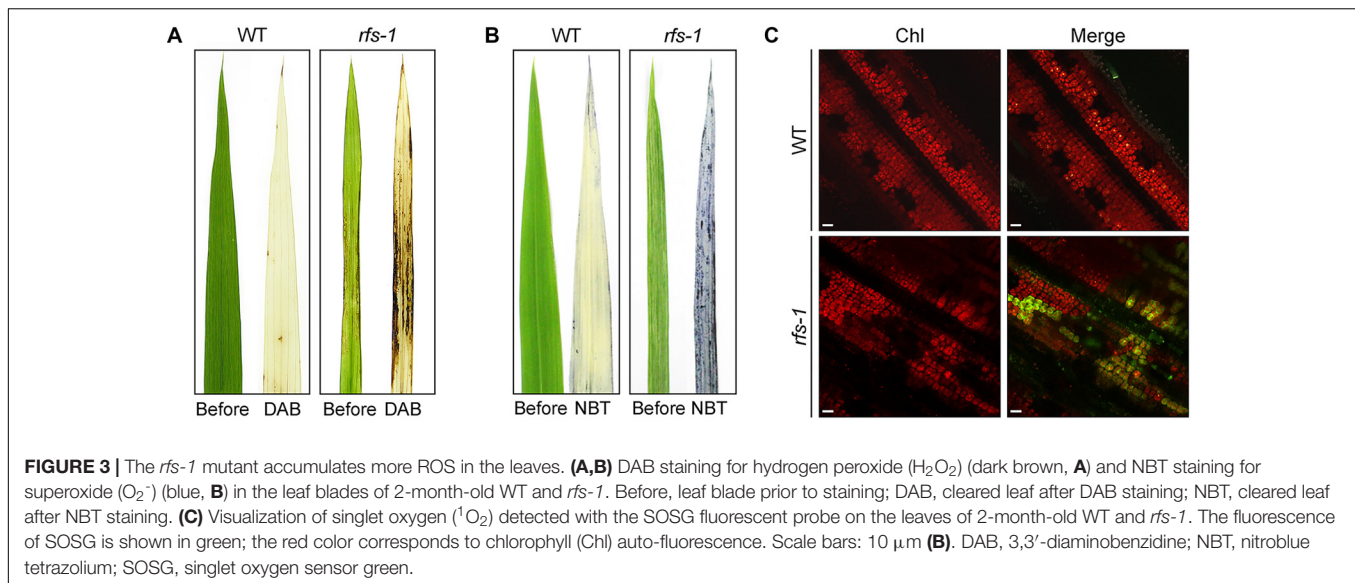 A WT rfs-1 B WT rfs-1 C Chl Merge
WT
rfs-1
Before DAB Before DAB Before NBT Before NBT
FIGURE 3 | The rfs-1 mutant accumulates more ROS in the leaves. (A,B) DAB staining for hydrogen peroxide (H₂O₂) (dark brown, A) and NBT staining for
superoxide (O₂⁻) (blue, B) in the leaf blades of 2-month-old WT and rfs-1. Before, leaf blade prior to staining; DAB, cleared leaf after DAB staining; NBT, cleared leaf
after NBT staining. (C) Visualization of singlet oxygen (¹O₂) detected with the SOSG fluorescent probe on the leaves of 2-month-old WT and rfs-1. The fluorescence
of SOSG is shown in green; the red color corresponds to chlorophyll (Chl) auto-fluorescence. Scale bars: 10 μm (B). DAB, 3,3′-diaminobenzidine; NBT, nitroblue
tetrazolium; SOSG, singlet oxygen sensor green.